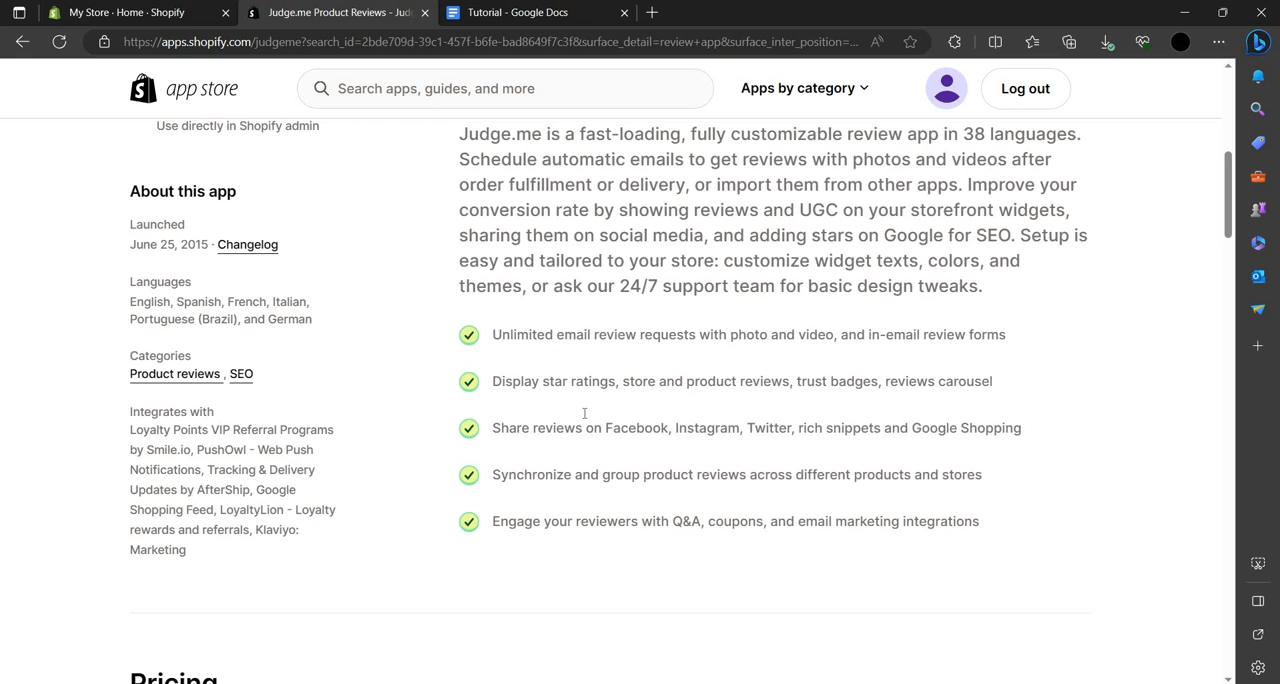 My Store · Home · Shopify
Judge.me Product Reviews - Jud
Tutorial - Google Docs
https://apps.shopify.com/judgeme?search_id=2bde709d-39c1-457f-b6fe-bad8649f7c3f&surface_detail=review+app&surface_inter_position=...
app store
Search apps, guides, and more
Apps by category
Log out
Use directly in Shopify admin
About this app
Launched
June 25, 2015 · Changelog
Languages
English, Spanish, French, Italian,
Portuguese (Brazil), and German
Categories
Product reviews , SEO
Integrates with
Loyalty Points VIP Referral Programs
by Smile.io, PushOwl - Web Push
Notifications, Tracking & Delivery
Updates by AfterShip, Google
Shopping Feed, LoyaltyLion - Loyalty
rewards and referrals, Klaviyo:
Marketing
Judge.me is a fast-loading, fully customizable review app in 38 languages.
Schedule automatic emails to get reviews with photos and videos after
order fulfillment or delivery, or import them from other apps. Improve your
conversion rate by showing reviews and UGC on your storefront widgets,
sharing them on social media, and adding stars on Google for SEO. Setup is
easy and tailored to your store: customize widget texts, colors, and
themes, or ask our 24/7 support team for basic design tweaks.
Unlimited email review requests with photo and video, and in-email review forms
Display star ratings, store and product reviews, trust badges, reviews carousel
Share reviews on Facebook, Instagram, Twitter, rich snippets and Google Shopping
Synchronize and group product reviews across different products and stores
Engage your reviewers with Q&A, coupons, and email marketing integrations
Pricing